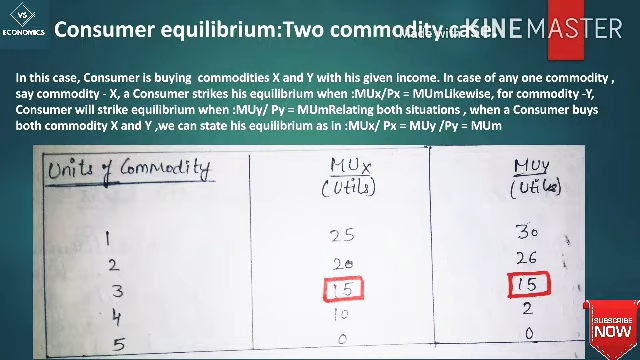 VS
ECONOMICS
Consumer equilibrium:Two commodity case
Made with KINEMASTER
In this case, Consumer is buying commodities X and Y with his given income. In case of any one commodity ,
say commodity - X, a Consumer strikes his equilibrium when :MUx/Px = MUmLikewise, for commodity -Y,
Consumer will strike equilibrium when :MUy/ Py = MUmRelating both situations , when a Consumer buys
both commodity X and Y ,we can state his equilibrium as in :MUx/ Px = MUy /Py = MUm
Units of Commodity MUx MUy
(Utils) (Utils)
1 25 30
2 20 26
3 15 15
4 10 2
5 0 0
SUBSCRIBE
NOW